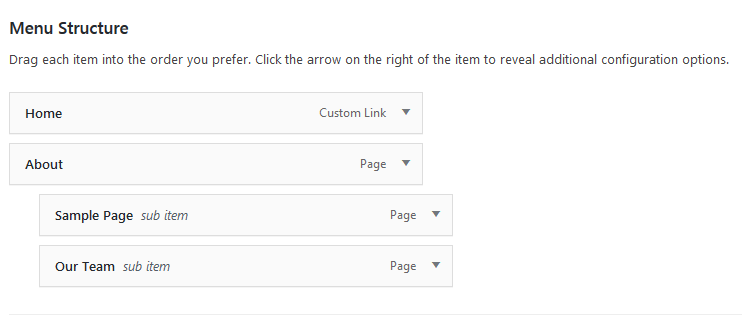 Menu Structure
Drag each item into the order you prefer. Click the arrow on the right of the item to reveal additional configuration options.
Home Custom Link
About Page
Sample Page sub item Page
Our Team sub item Page